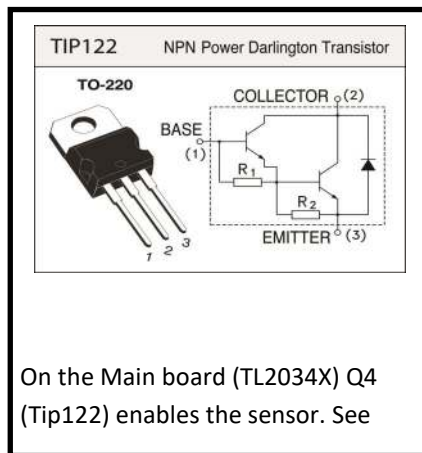 TIP122 NPN Power Darlington Transistor
TO-220
COLLECTOR (2)
BASE
(1)
R1
R2
EMITTER (3)
1 2 3
On the Main board (TL2034X) Q4
(Tip122) enables the sensor. See